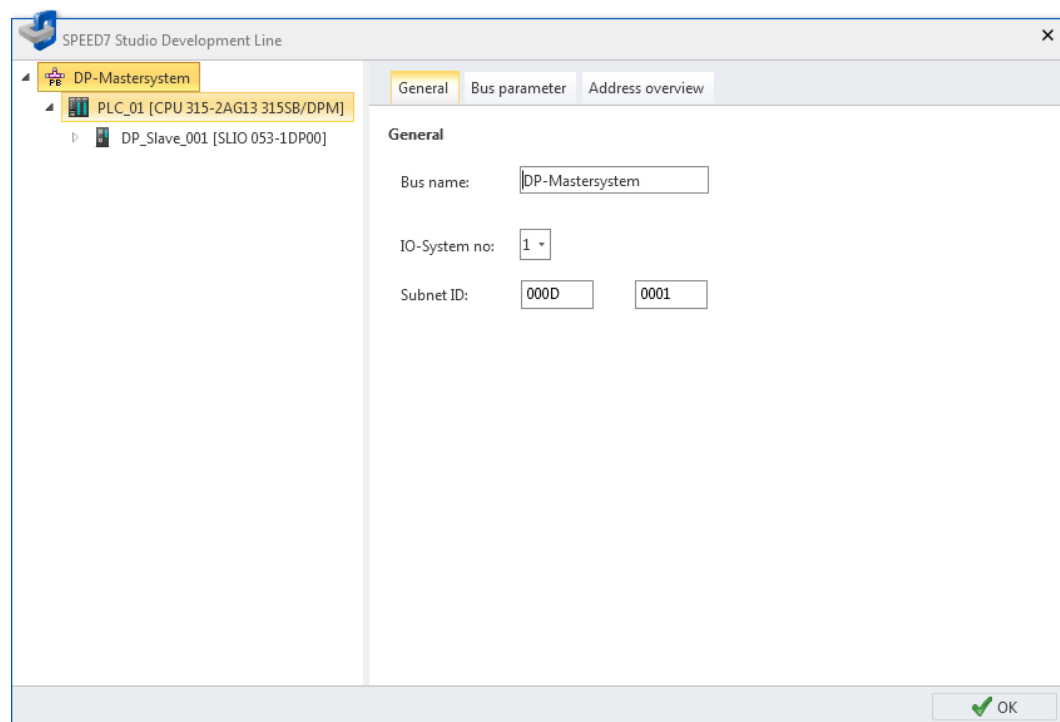 SPEED7 Studio Development Line
DP-Mastersystem
PB
PLC_01 [CPU 315-2AG13 315SB/DPM]
DP_Slave_001 [SLIO 053-1DP00]
General
Bus parameter
Address overview
General
Bus name:
DP-Mastersystem
IO-System no:
1
Subnet ID:
000D
0001
OK